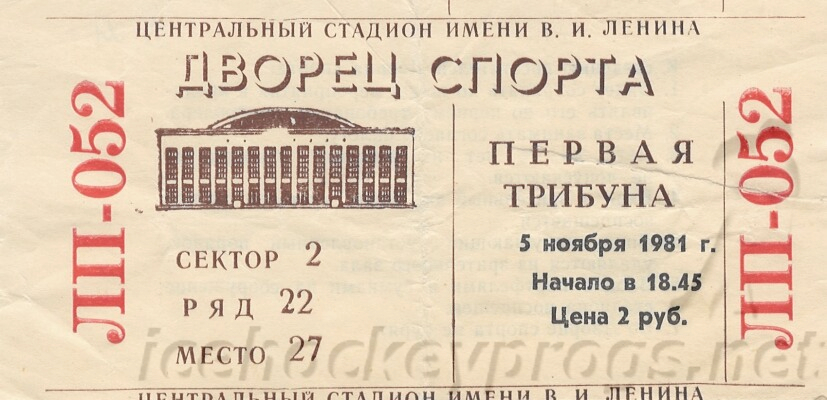 ЦЕНТРАЛЬНЫЙ СТАДИОН ИМЕНИ В. И. ЛЕНИНА
ДВОРЕЦ СПОРТА
ЛП-052
ПЕРВАЯ
ТРИБУНА
5 ноября 1981 г.
Начало в 18.45
Цена 2 руб.
СЕКТОР 2
РЯД 22
МЕСТО 27
ЛП-052
icehockeyprogs.net
ЦЕНТРАЛЬНЫЙ СТАДИОН ИМЕНИ В. И. ЛЕНИНА